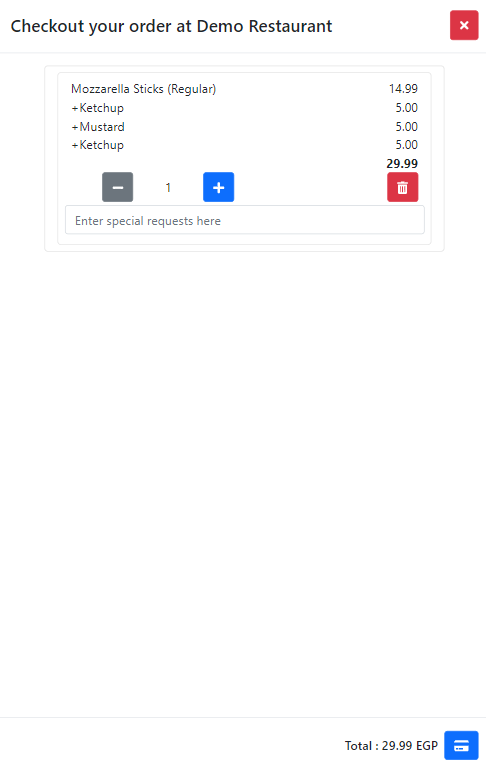 Checkout your order at Demo Restaurant
Mozzarella Sticks (Regular) 14.99
+Ketchup 5.00
+Mustard 5.00
+Ketchup 5.00
29.99
1
Enter special requests here
Total : 29.99 EGP